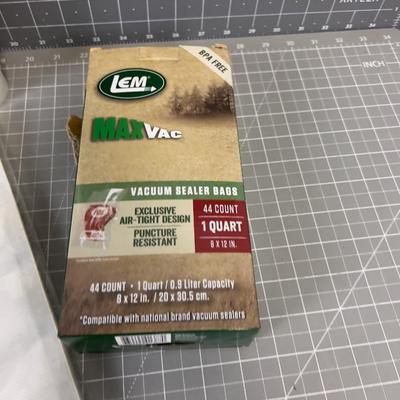 BPA FREE
LEM
MAXVAC
VACUUM SEALER BAGS
EXCLUSIVE
AIR-TIGHT DESIGN
PUNCTURE
RESISTANT
44 COUNT
1 QUART
8 X 12 IN.
44 COUNT • 1 Quart / 0.9 Liter Capacity
8 x 12 in. / 20 x 30.5 cm.
*Compatible with national brand vacuum sealers
INCH